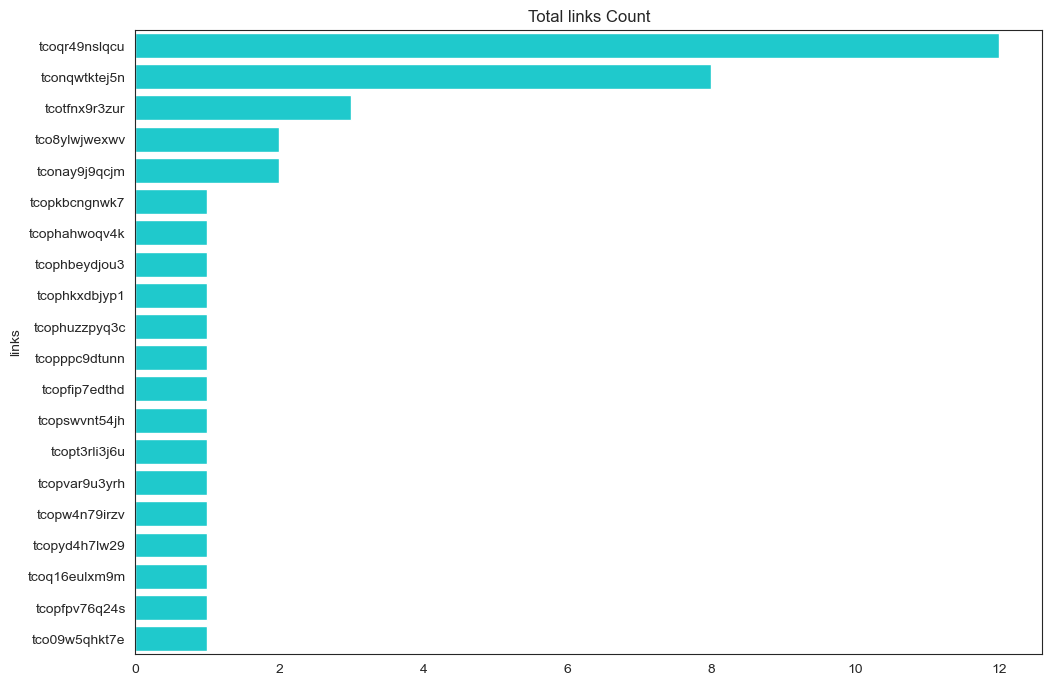 Total links Count
links
tcoqr49nslqcu
tconqwtktej5n
tcotfnx9r3zur
tco8ylwjwexwv
tconay9j9qcjm
tcopkbcngnwk7
tcophahwoqv4k
tcophbeydjou3
tcophkxdbjyp1
tcophuzzpyq3c
tcopppc9dtunn
tcopfip7edthd
tcopswvnt54jh
tcopt3rli3j6u
tcopvar9u3yrh
tcopw4n79irzv
tcopyd4h7lw29
tcoq16eulxm9m
tcopfpv76q24s
tco09w5qhkt7e
0 2 4 6 8 10 12